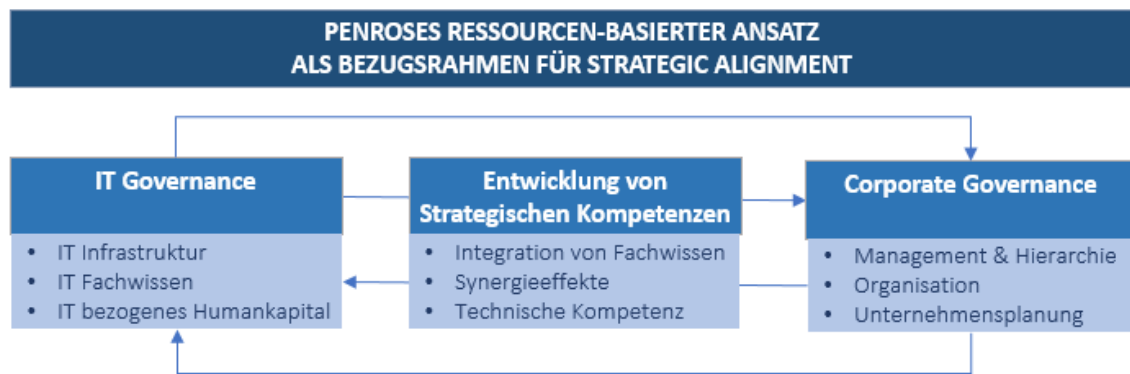 PENROSES RESSOURCEN-BASIERTER ANSATZ
ALS BEZUGSRAHMEN FÜR STRATEGIC ALIGNMENT
IT Governance
• IT Infrastruktur
• IT Fachwissen
• IT bezogenes Humankapital
Entwicklung von
Strategischen Kompetenzen
• Integration von Fachwissen
• Synergieeffekte
• Technische Kompetenz
Corporate Governance
• Management & Hierarchie
• Organisation
• Unternehmensplanung